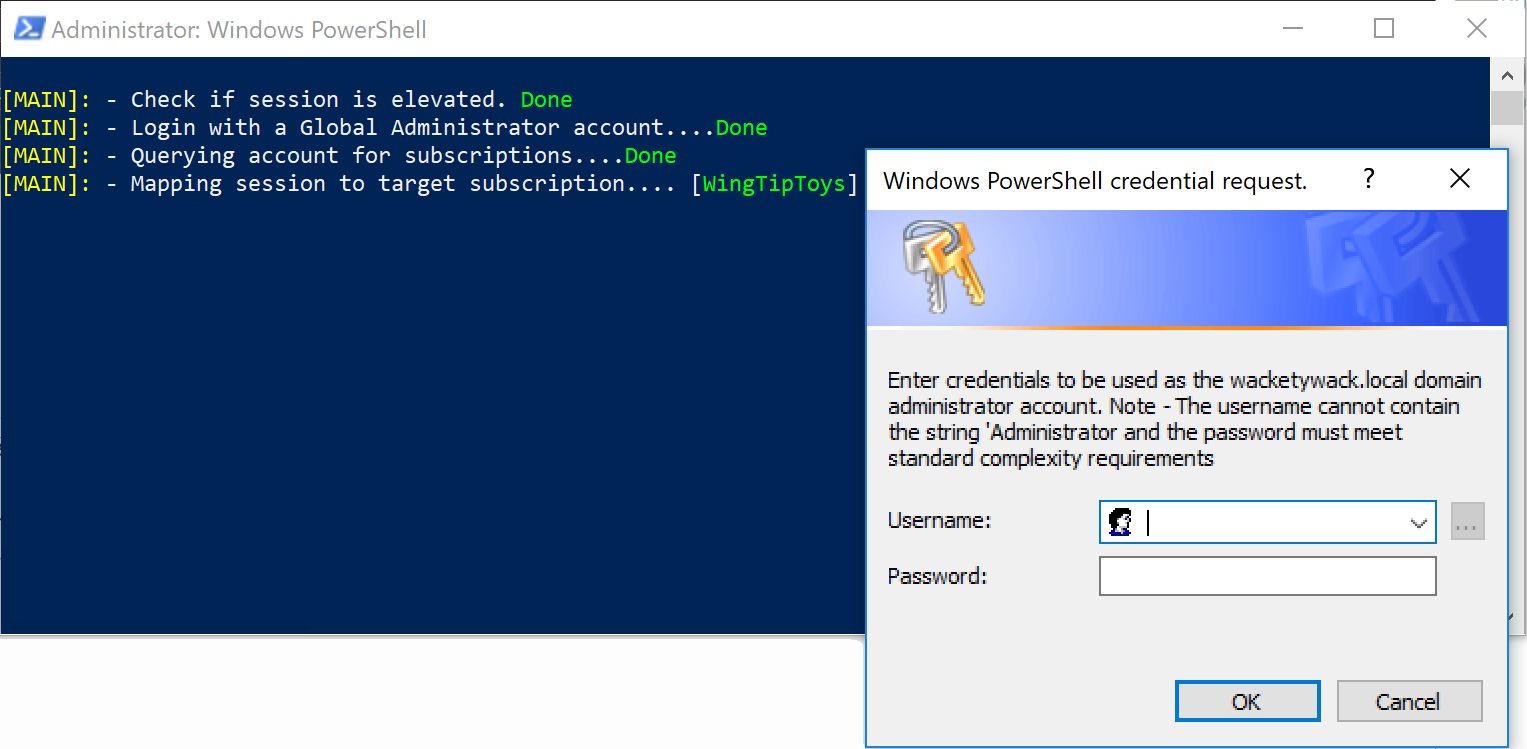 Administrator: Windows PowerShell
[MAIN]: - Check if session is elevated. Done
[MAIN]: - Login with a Global Administrator account....Done
[MAIN]: - Querying account for subscriptions....Done
[MAIN]: - Mapping session to target subscription.... [WingTipToys]
Windows PowerShell credential request. ?
Enter credentials to be used as the wacketywack.local domain
administrator account. Note - The username cannot contain
the string 'Administrator and the password must meet
standard complexity requirements
Username:
...
Password:
OK Cancel